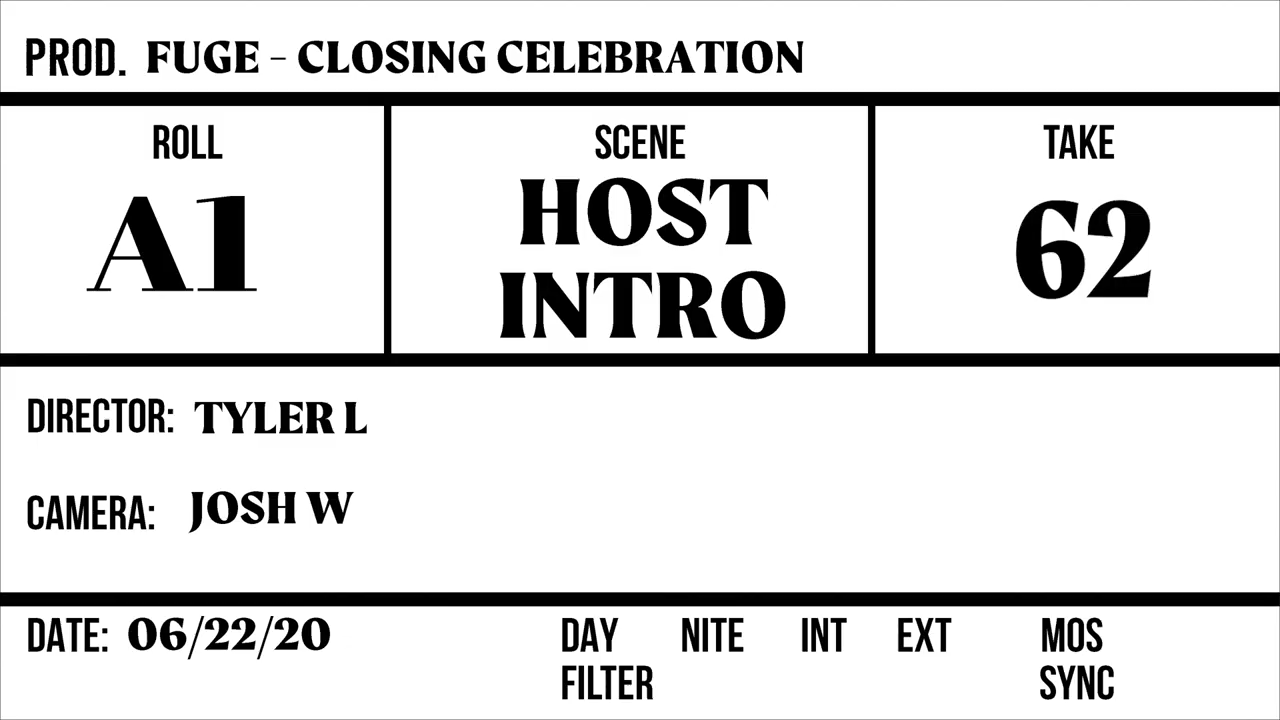 PROD. FUGE - CLOSING CELEBRATION
ROLL
A1
SCENE
HOST
INTRO
TAKE
62
DIRECTOR: TYLER L
CAMERA: JOSH W
DATE: 06/22/20
DAY NITE INT EXT MOS
FILTER SYNC